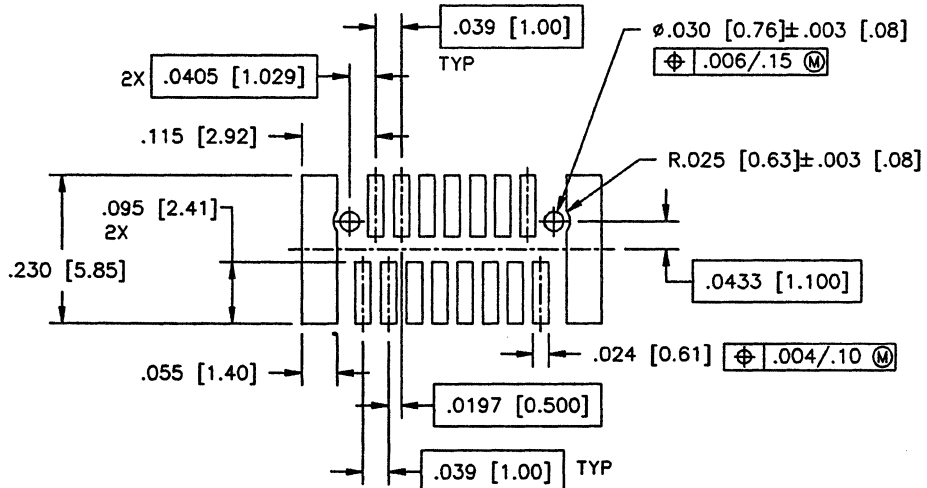 .039 [1.00]
TYP
ø.030 [0.76]±.003 [.08]
⌖ .006/.15 Ⓜ
2X .0405 [1.029]
.115 [2.92]
R.025 [0.63]±.003 [.08]
.095 [2.41]
2X
.230 [5.85]
.0433 [1.100]
.024 [0.61] ⌖ .004/.10 Ⓜ
.055 [1.40]
.0197 [0.500]
.039 [1.00] TYP